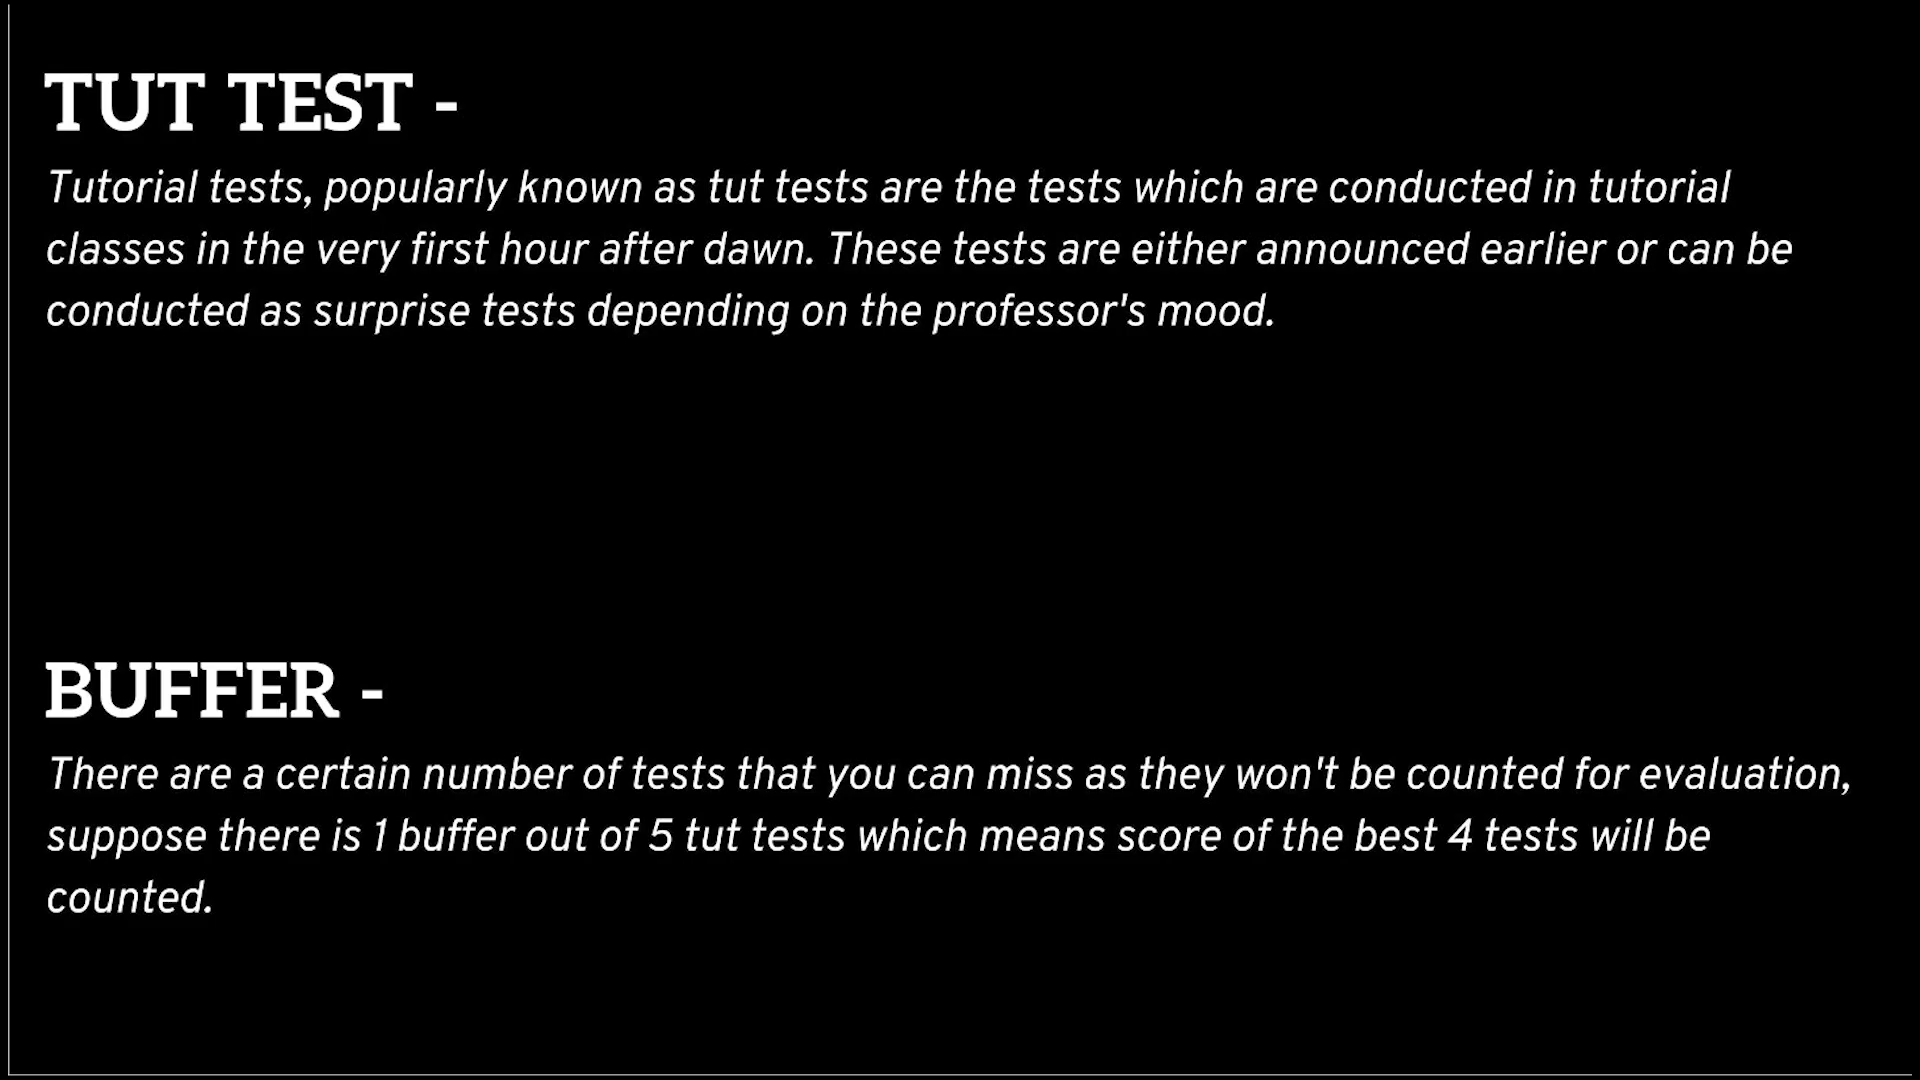 TUT TEST -
Tutorial tests, popularly known as tut tests are the tests which are conducted in tutorial
classes in the very first hour after dawn. These tests are either announced earlier or can be
conducted as surprise tests depending on the professor's mood.
BUFFER -
There are a certain number of tests that you can miss as they won't be counted for evaluation,
suppose there is 1 buffer out of 5 tut tests which means score of the best 4 tests will be
counted.